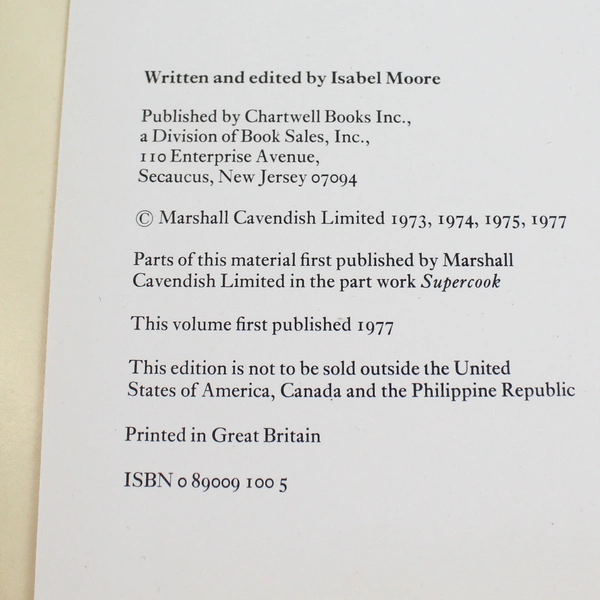 Written and edited by Isabel Moore
Published by Chartwell Books Inc.,
a Division of Book Sales, Inc.,
110 Enterprise Avenue,
Secaucus, New Jersey 07094
© Marshall Cavendish Limited 1973, 1974, 1975, 1977
Parts of this material first published by Marshall
Cavendish Limited in the part work Supercook
This volume first published 1977
This edition is not to be sold outside the United
States of America, Canada and the Philippine Republic
Printed in Great Britain
ISBN 0 89009 100 5